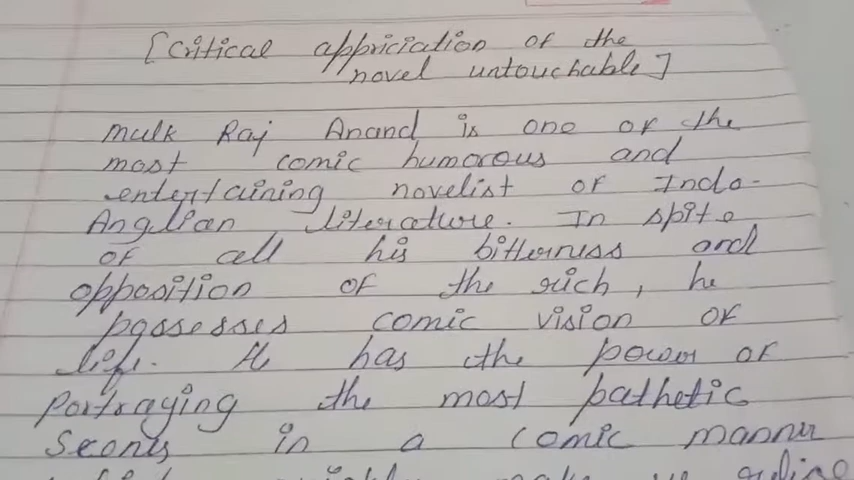 [Critical appriciation of the
novel untouchable]
Mulk Raj Anand is one of the
most comic humorous and
entertaining novelist of Indo-
Anglian literature. In spite
of all his bitterness and
opposition of the rich, he
possesses comic vision of
life. He has the power of
Portraying the most pathetic
Scenes in a comic manner